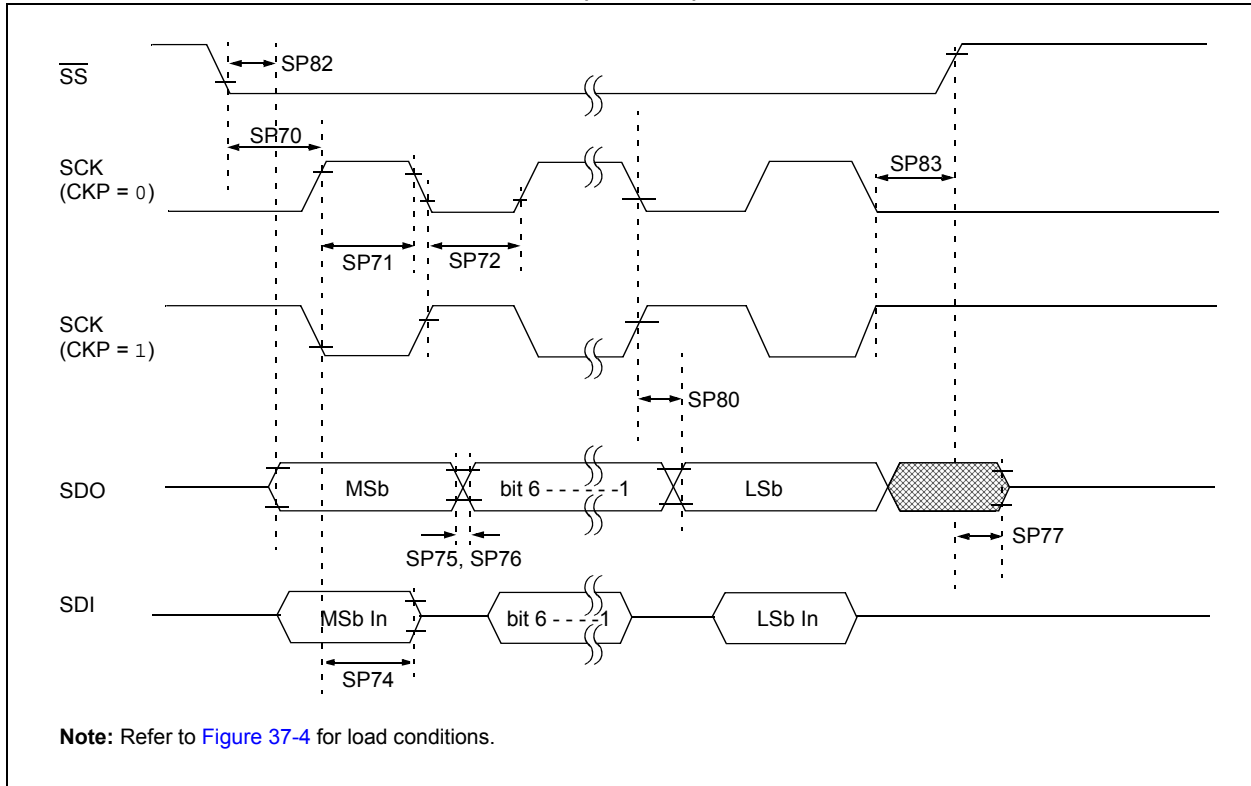 SS
SP82
SP70
SCK
(CKP = 0)
SP83
SP71
SP72
SCK
(CKP = 1)
SP80
SDO
MSb
bit 6 - - - - - -1
LSb
SP75, SP76
SP77
SDI
MSb In
bit 6 - - - -1
LSb In
SP74
Note: Refer to Figure 37-4 for load conditions.